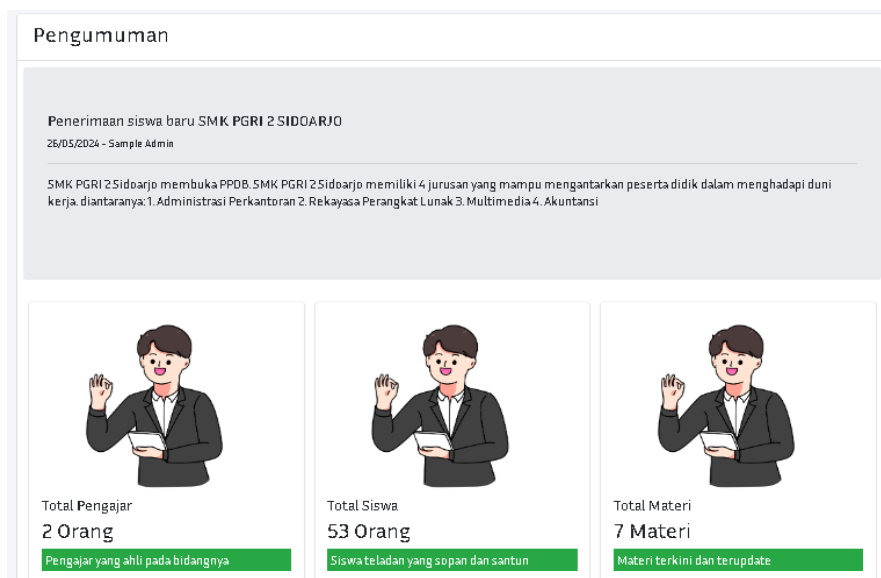 Pengumuman
Penerimaan siswa baru SMK PGRI 2 SIDOARJO
26/05/2024 - Sample Admin
SMK PGRI 2 Sidoarjo membuka PPDB. SMK PGRI 2 Sidoarjo memiliki 4 jurusan yang mampu mengantarkan peserta didik dalam menghadapi duni
kerja. diantaranya: 1. Administrasi Perkantoran 2. Rekayasa Perangkat Lunak 3. Multimedia 4. Akuntansi
Total Pengajar
2 Orang
Pengajar yang ahli pada bidangnya
Total Siswa
53 Orang
Siswa teladan yang sopan dan santun
Total Materi
7 Materi
Materi terkini dan terupdate